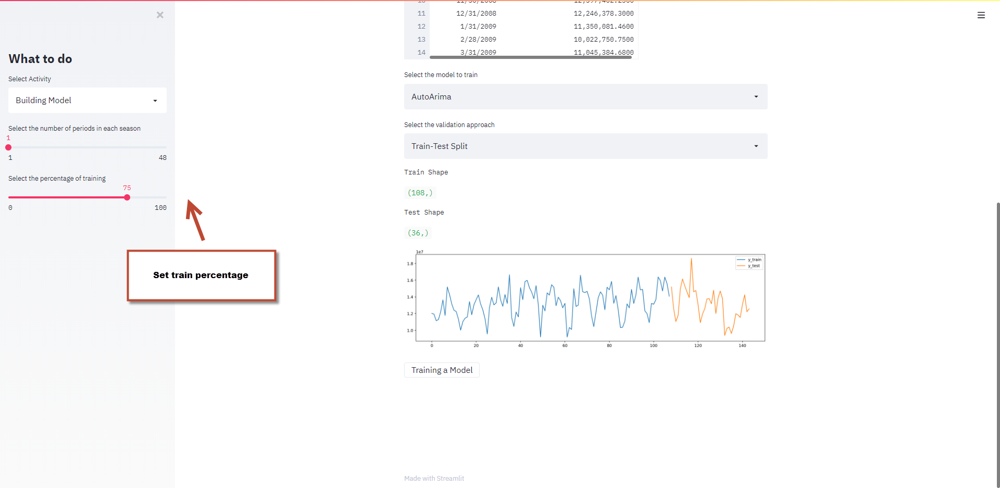 What to do
Select Activity
Building Model
Select the number of periods in each season
1
1 48
Select the percentage of training
75
0 100
Set train percentage
11 12/31/2008 12,246,378.3000
12 1/31/2009 11,350,081.4600
13 2/28/2009 10,022,750.7500
14 3/31/2009 11,045,384.6800
Select the model to train
AutoArima
Select the validation approach
Train-Test Split
Train Shape
(108,)
Test Shape
(36,)
1e7
y_train
y_test
1.8
1.6
1.4
1.2
1.0
0 20 40 60 80 100 120 140
Training a Model
Made with Streamlit